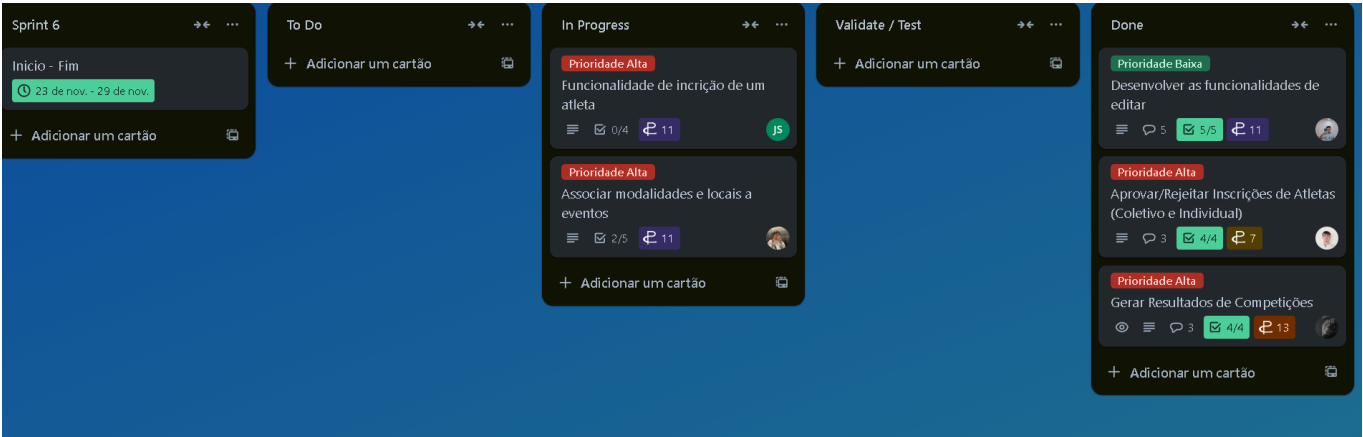 Sprint 6
Inicio - Fim
23 de nov. - 29 de nov.
Adicionar um cartão
To Do
Adicionar um cartão
In Progress
Prioridade Alta
Funcionalidade de incrição de um
atleta
0/4 11 JS
Prioridade Alta
Associar modalidades e locais a
eventos
2/5 11
Adicionar um cartão
Validate / Test
Adicionar um cartão
Done
Prioridade Baixa
Desenvolver as funcionalidades de
editar
5 5/5 11
Prioridade Alta
Aprovar/Rejeitar Inscrições de Atletas
(Coletivo e Individual)
3 4/4 7
Prioridade Alta
Gerar Resultados de Competições
3 4/4 13
Adicionar um cartão